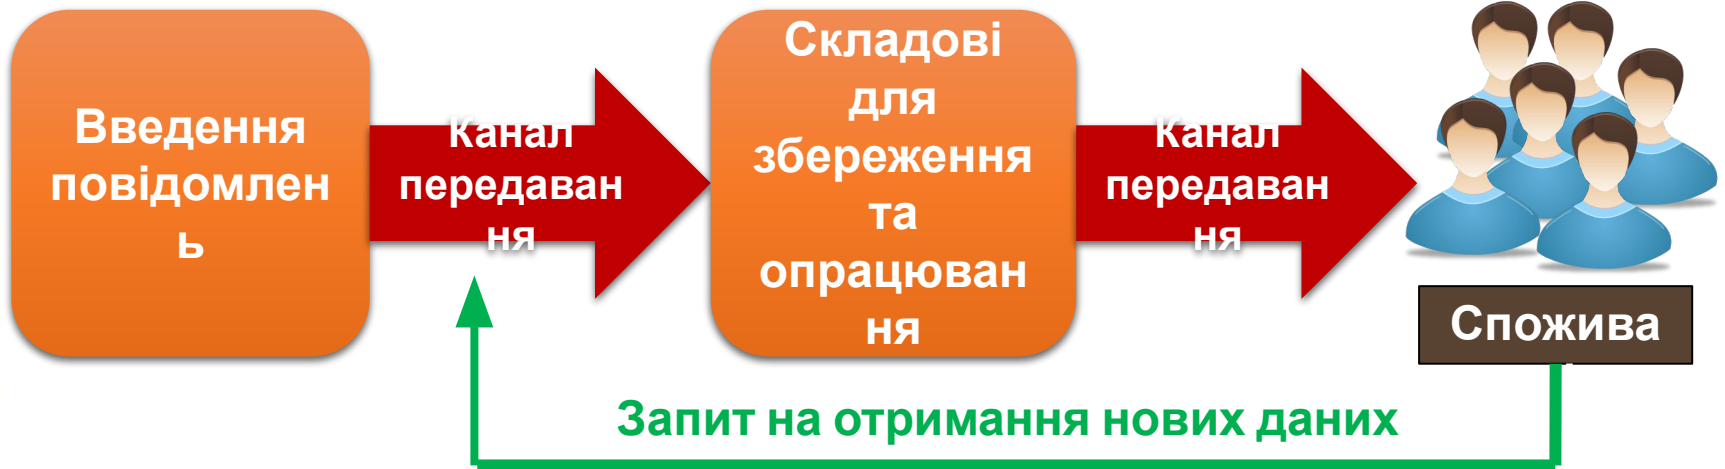 Введення
повідомлен
ь
Канал
передаван
ня
Складові
для
збереження
та
опрацюван
ня
Канал
передаван
ня
Спожива
Запит на отримання нових даних